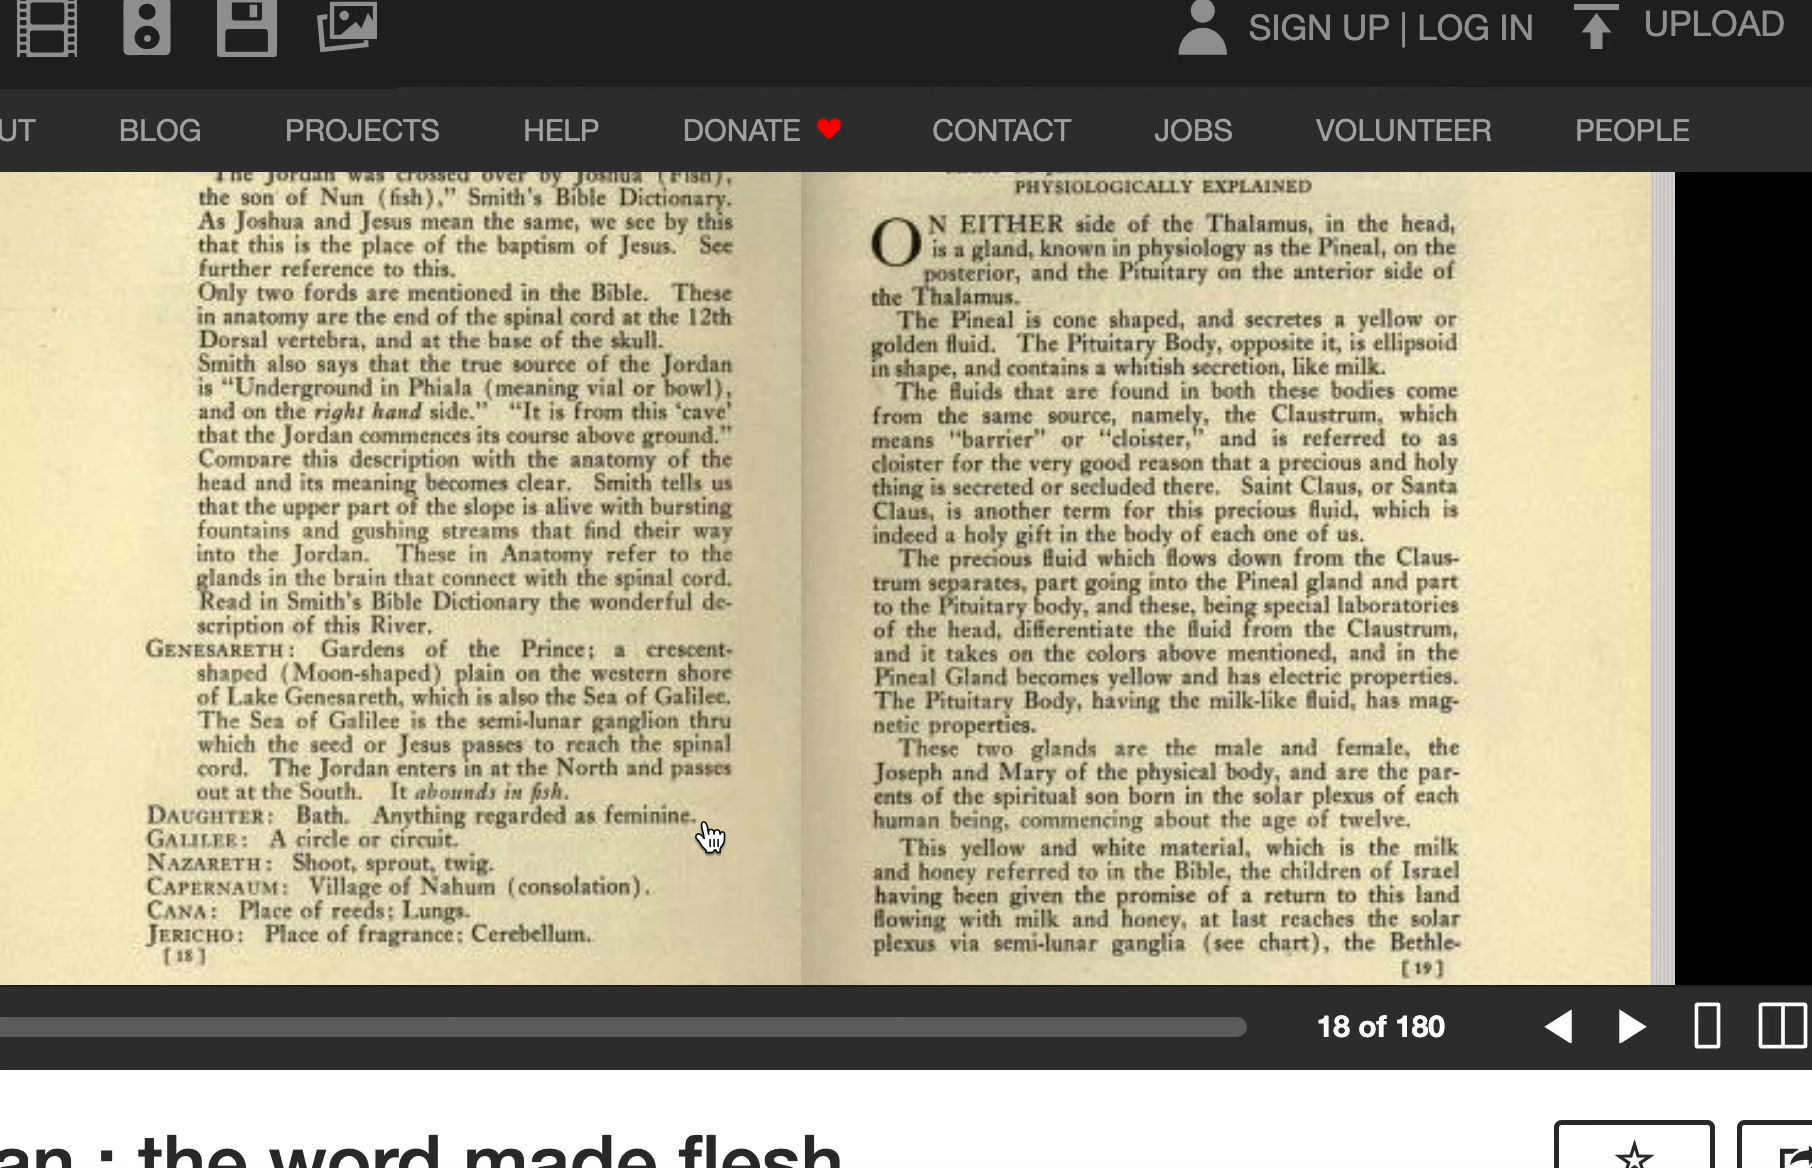 SIGN UP | LOG IN
UPLOAD
UT
BLOG
PROJECTS
HELP
DONATE
CONTACT
JOBS
VOLUNTEER
PEOPLE
The Jordan was crossed over by Joshua (Fish),
the son of Nun (fish)," Smith's Bible Dictionary.
As Joshua and Jesus mean the same, we see by this
that this is the place of the baptism of Jesus. See
further reference to this.
Only two fords are mentioned in the Bible. These
in anatomy are the end of the spinal cord at the 12th
Dorsal vertebra, and at the base of the skull.
Smith also says that the true source of the Jordan
is "Underground in Phiala (meaning vial or bowl),
and on the right hand side." "It is from this 'cave'
that the Jordan commences its course above ground."
Compare this description with the anatomy of the
head and its meaning becomes clear. Smith tells us
that the upper part of the slope is alive with bursting
fountains and gushing streams that find their way
into the Jordan. These in Anatomy refer to the
glands in the brain that connect with the spinal cord.
Read in Smith's Bible Dictionary the wonderful de-
scription of this River.
GENESARETH: Gardens of the Prince; a crescent-
shaped (Moon-shaped) plain on the western shore
of Lake Genesareth, which is also the Sea of Galilee.
The Sea of Galilee is the semi-lunar ganglion thru
which the seed or Jesus passes to reach the spinal
cord. The Jordan enters in at the North and passes
out at the South. It abounds in fish.
DAUGHTER: Bath. Anything regarded as feminine.
GALILEE: A circle or circuit.
NAZARETH: Shoot, sprout, twig.
CAPERNAUM: Village of Nahum (consolation).
CANA: Place of reeds; Lungs.
JERICHO: Place of fragrance; Cerebellum.
[18]
PHYSIOLOGICALLY EXPLAINED
ON EITHER side of the Thalamus, in the head,
is a gland, known in physiology as the Pineal, on the
posterior, and the Pituitary on the anterior side of
the Thalamus.
The Pineal is cone shaped, and secretes a yellow or
golden fluid. The Pituitary Body, opposite it, is ellipsoid
in shape, and contains a whitish secretion, like milk.
The fluids that are found in both these bodies come
from the same source, namely, the Claustrum, which
means "barrier" or "cloister," and is referred to as
cloister for the very good reason that a precious and holy
thing is secreted or secluded there. Saint Claus, or Santa
Claus, is another term for this precious fluid, which is
indeed a holy gift in the body of each one of us.
The precious fluid which flows down from the Claus-
trum separates, part going into the Pineal gland and part
to the Pituitary body, and these, being special laboratories
of the head, differentiate the fluid from the Claustrum,
and it takes on the colors above mentioned, and in the
Pineal Gland becomes yellow and has electric properties.
The Pituitary Body, having the milk-like fluid, has mag-
netic properties.
These two glands are the male and female, the
Joseph and Mary of the physical body, and are the par-
ents of the spiritual son born in the solar plexus of each
human being, commencing about the age of twelve.
This yellow and white material, which is the milk
and honey referred to in the Bible, the children of Israel
having been given the promise of a return to this land
flowing with milk and honey, at last reaches the solar
plexus via semi-lunar ganglia (see chart), the Bethle-
[19]
18 of 180
an : the word made flesh